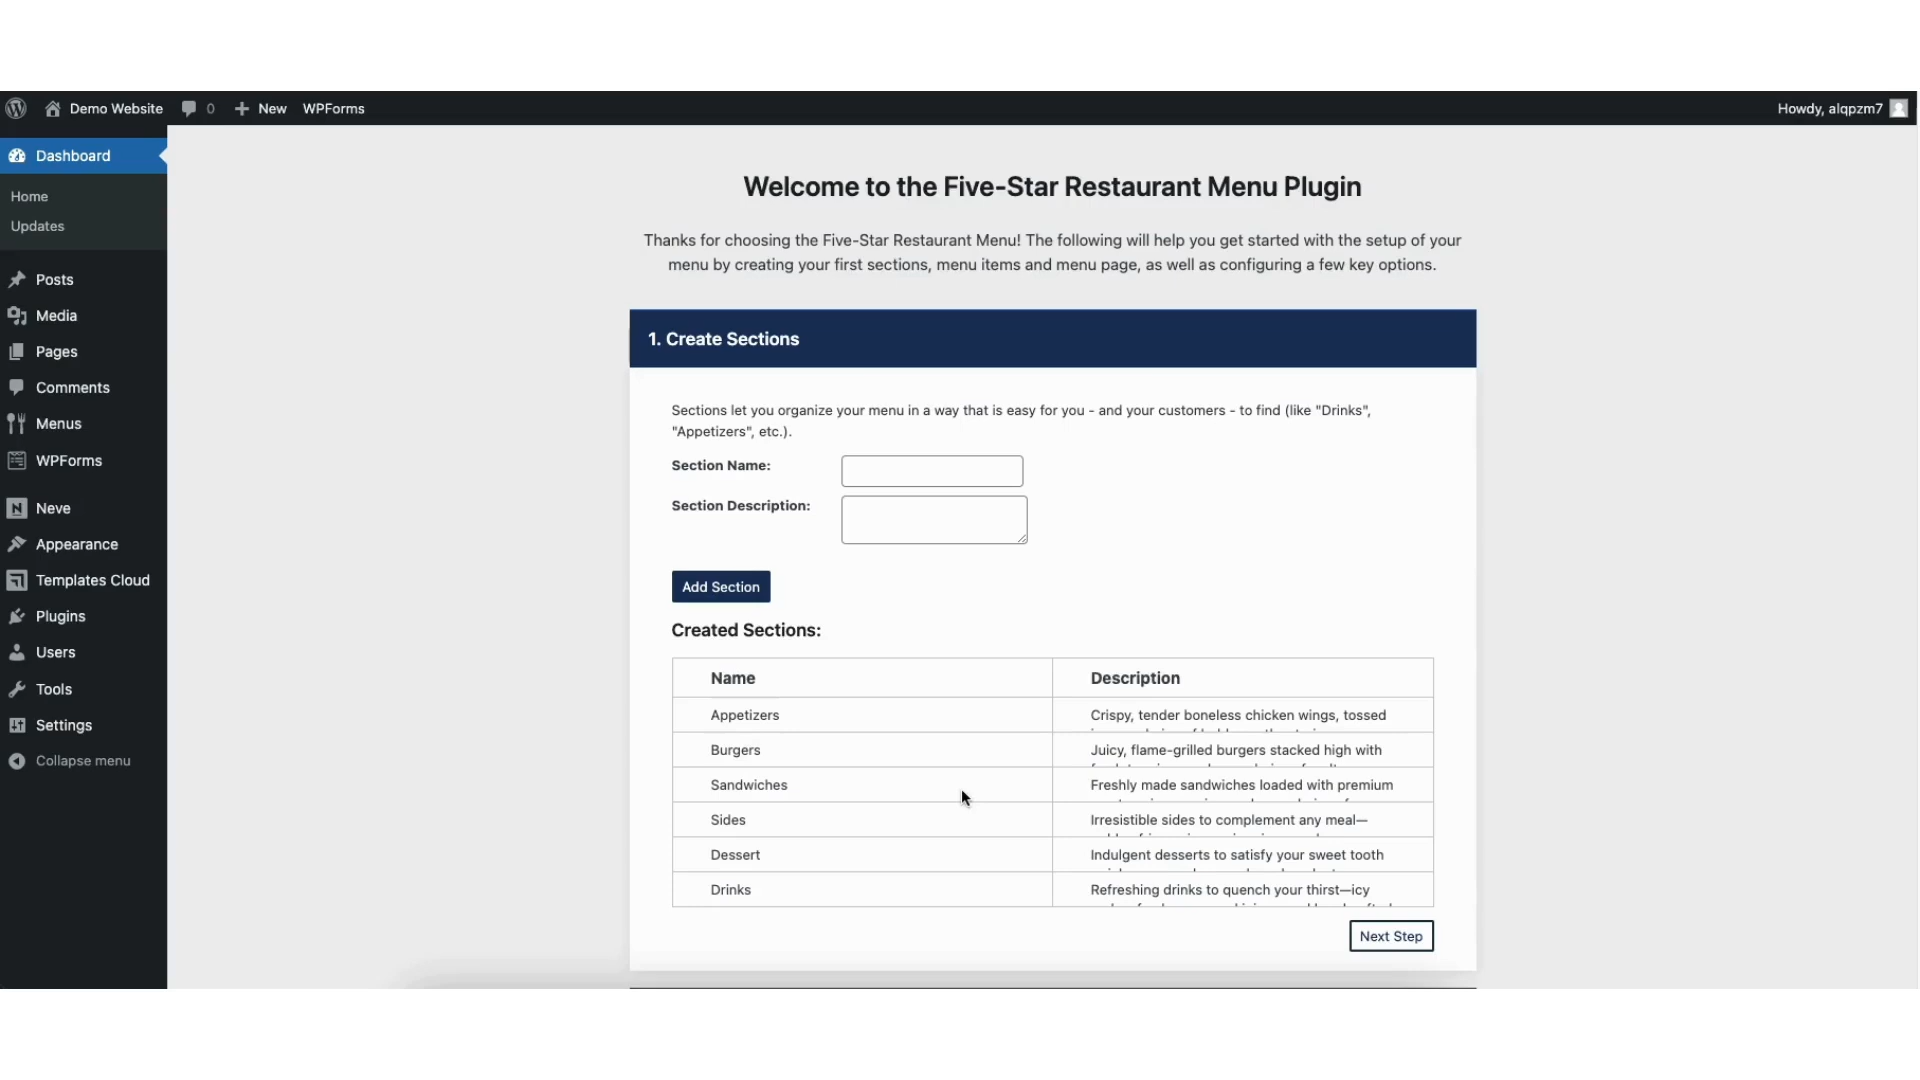 Demo Website 0 New WPForms Howdy, alqpzm7
Dashboard
Home
Updates
Posts
Media
Pages
Comments
Menus
WPForms
Neve
Appearance
Templates Cloud
Plugins
Users
Tools
Settings
Collapse menu
Welcome to the Five-Star Restaurant Menu Plugin
Thanks for choosing the Five-Star Restaurant Menu! The following will help you get started with the setup of your
menu by creating your first sections, menu items and menu page, as well as configuring a few key options.
1. Create Sections
Sections let you organize your menu in a way that is easy for you - and your customers - to find (like "Drinks",
"Appetizers", etc.).
Section Name:
Section Description:
Add Section
Created Sections:
Name Description
Appetizers Crispy, tender boneless chicken wings, tossed
Burgers Juicy, flame-grilled burgers stacked high with
Sandwiches Freshly made sandwiches loaded with premium
Sides Irresistible sides to complement any meal—
Dessert Indulgent desserts to satisfy your sweet tooth
Drinks Refreshing drinks to quench your thirst—icy
Next Step